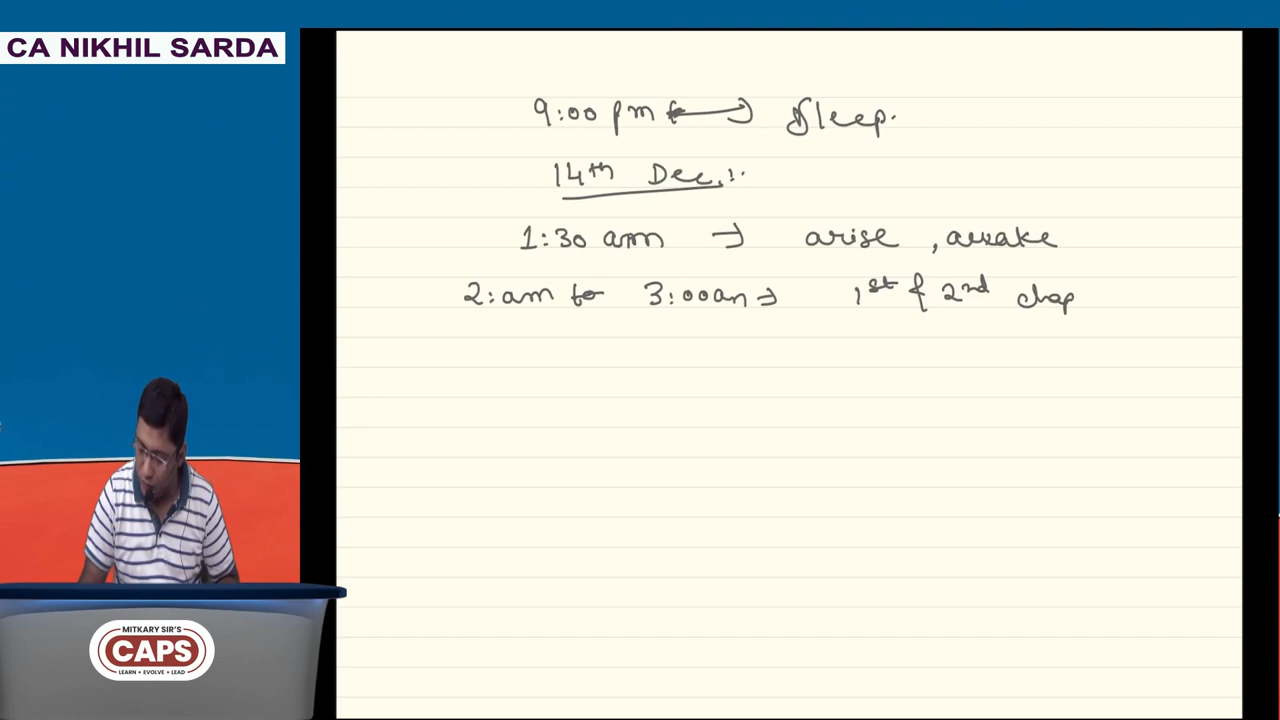 CA NIKHIL SARDA
9:00 pm ↔ Sleep.
14th Dec.
1:30 am → arise, awake
2: am to 3:00am → 1st & 2nd chap
MITKARY SIR'S
CAPS
LEARN • EVOLVE • LEAD